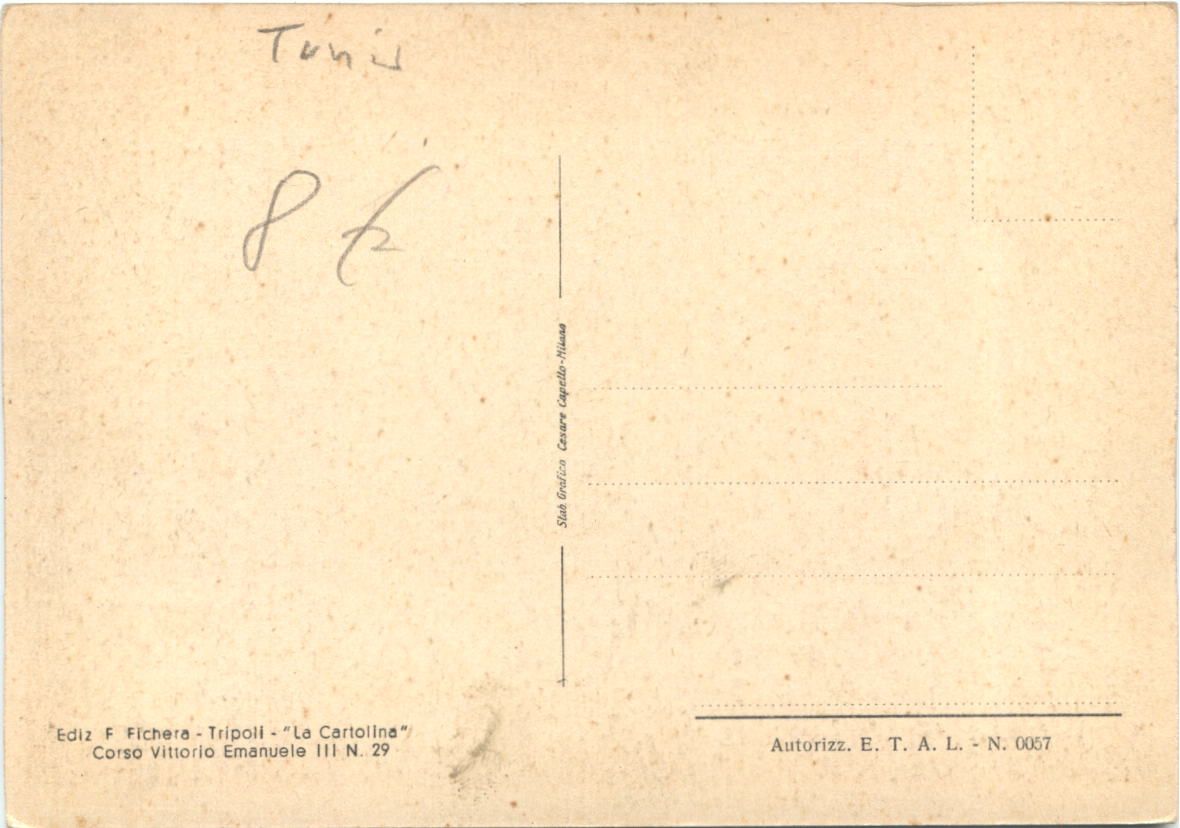 Tunis
8
Stab. Grafico Cesare Capello-Milano
Ediz F Fichera - Tripoli - "La Cartolina"
Corso Vittorio Emanuele III N. 29
Autorizz. E. T. A. L. - N. 0057